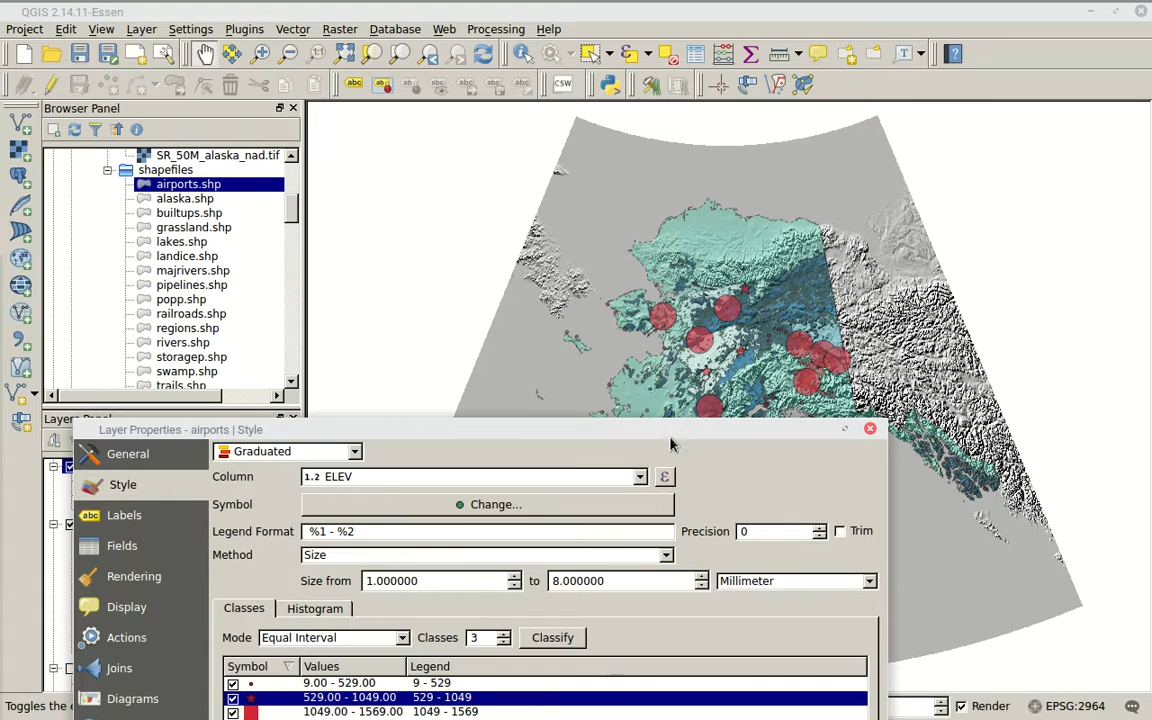 QGIS 2.14.11-Essen
Project Edit View Layer Settings Plugins Vector Raster Database Web Processing Help
abc
CSW
Browser Panel
SR_50M_alaska_nad.tif
shapefiles
airports.shp
alaska.shp
builtups.shp
grassland.shp
lakes.shp
landice.shp
majrivers.shp
pipelines.shp
popp.shp
railroads.shp
regions.shp
rivers.shp
storagep.shp
swamp.shp
trails.shp
Layers Panel
Layer Properties - airports | Style
General
Style
Labels
Fields
Rendering
Display
Actions
Joins
Diagrams
Graduated
Column 1.2 ELEV ε
Symbol Change...
Legend Format %1 - %2 Precision 0 Trim
Method Size
Size from 1.000000 to 8.000000 Millimeter
Classes Histogram
Mode Equal Interval Classes 3 Classify
Symbol Values Legend
9.00 - 529.00 9 - 529
529.00 - 1049.00 529 - 1049
1049.00 - 1569.00 1049 - 1569
Toggles the e
Render EPSG:2964